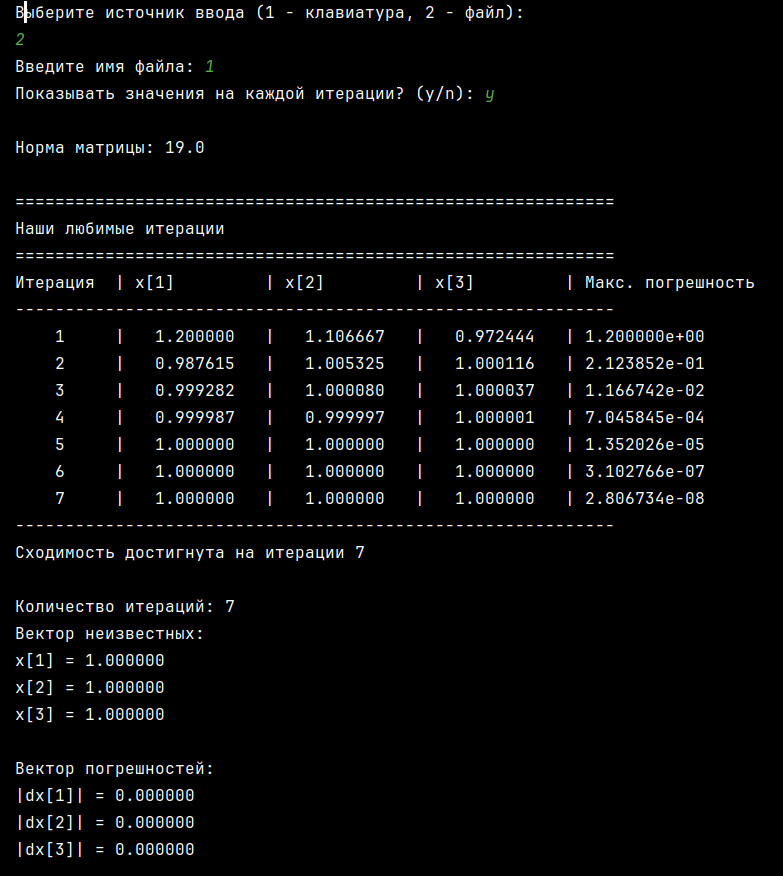 Выберите источник ввода (1 - клавиатура, 2 - файл):
2
Введите имя файла: 1
Показывать значения на каждой итерации? (y/n): y
Норма матрицы: 19.0
============================================================
Наши любимые итерации
============================================================
Итерация  | x[1]         | x[2]         | x[3]         | Макс. погрешность
------------------------------------------------------------
    1     |   1.200000   |   1.106667   |   0.972444   | 1.200000e+00
    2     |   0.987615   |   1.005325   |   1.000116   | 2.123852e-01
    3     |   0.999282   |   1.000080   |   1.000037   | 1.166742e-02
    4     |   0.999987   |   0.999997   |   1.000001   | 7.045845e-04
    5     |   1.000000   |   1.000000   |   1.000000   | 1.352026e-05
    6     |   1.000000   |   1.000000   |   1.000000   | 3.102766e-07
    7     |   1.000000   |   1.000000   |   1.000000   | 2.806734e-08
------------------------------------------------------------
Сходимость достигнута на итерации 7
Количество итераций: 7
Вектор неизвестных:
x[1] = 1.000000
x[2] = 1.000000
x[3] = 1.000000
Вектор погрешностей:
|dx[1]| = 0.000000
|dx[2]| = 0.000000
|dx[3]| = 0.000000